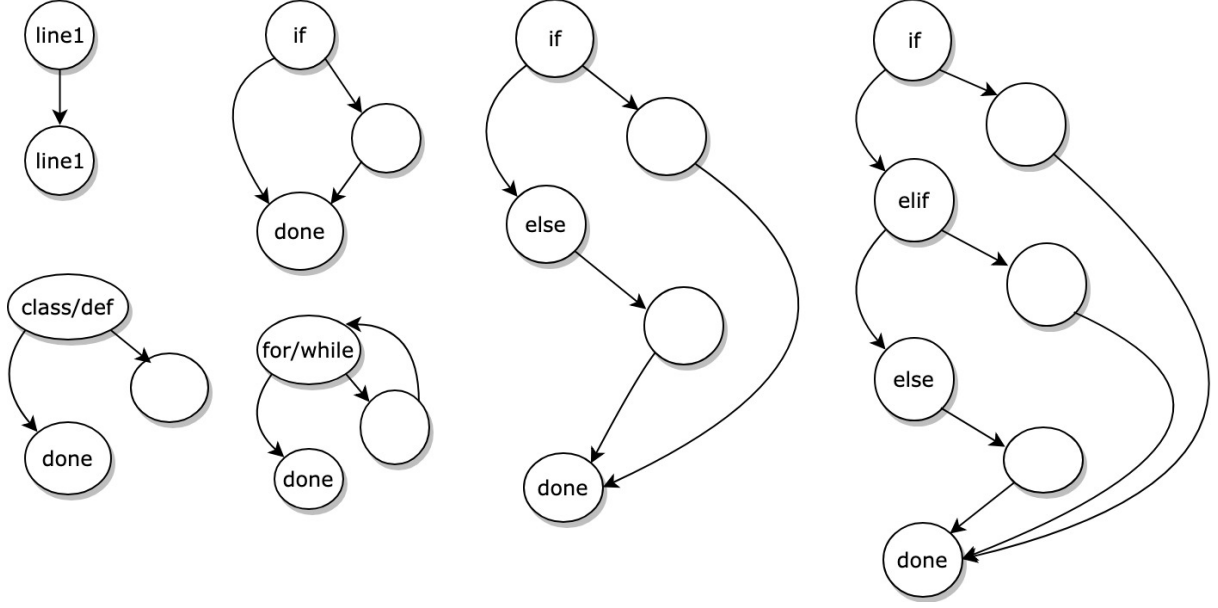 line1
line1
if
done
if
else
done
if
elif
else
done
class/def
done
for/while
done